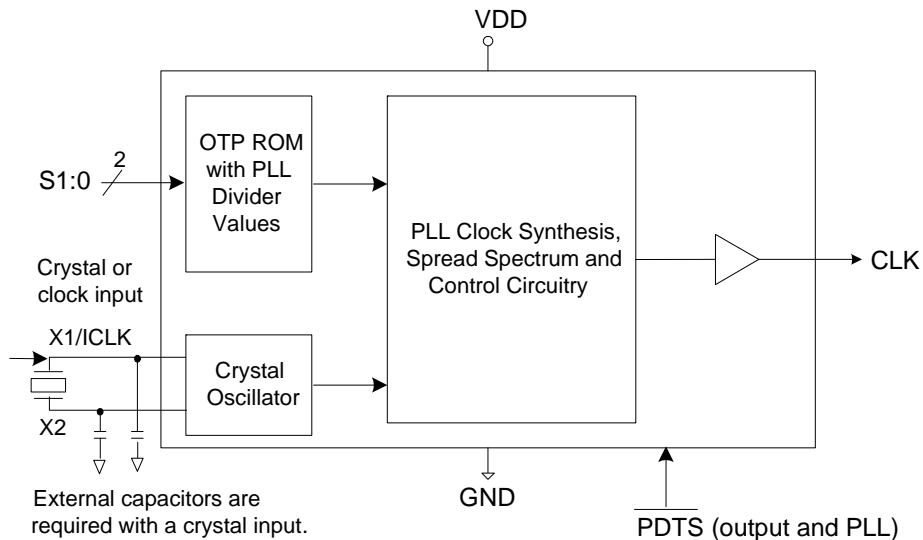 VDD
OTP ROM
with PLL
Divider
Values
2
S1:0
PLL Clock Synthesis,
Spread Spectrum and
Control Circuitry
CLK
Crystal or
clock input
X1/ICLK
Crystal
Oscillator
X2
External capacitors are
required with a crystal input.
GND
PDTS (output and PLL)